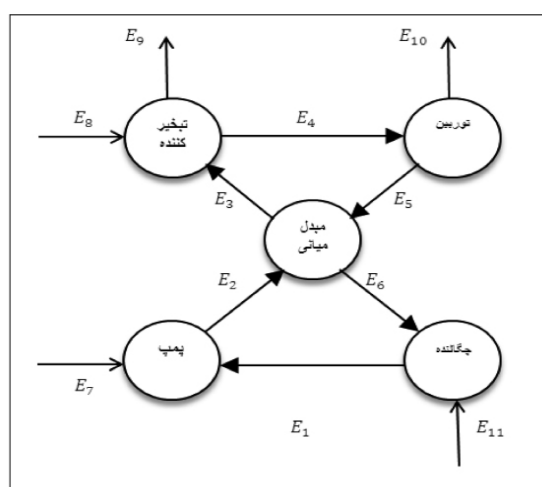 E₉
E₁₀
E₈
تبخیر
کننده
E₄
توربین
E₃
E₅
مبدل
میانی
E₂
E₆
پمپ
چگالنده
E₇
E₁
E₁₁